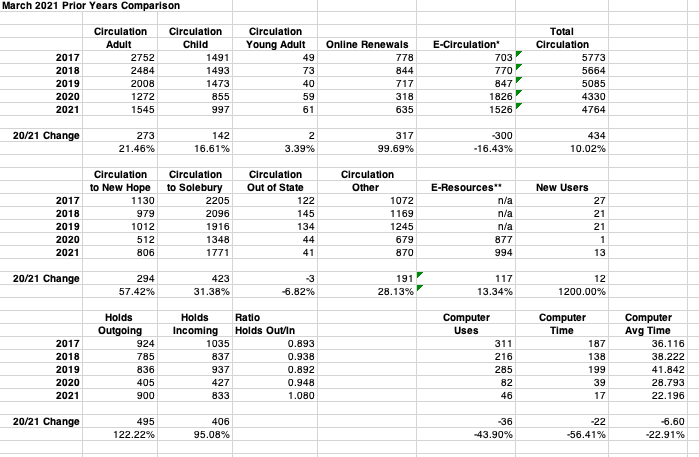 March 2021 Prior Years Comparison
Circulation Circulation Circulation Total
Adult Child Young Adult Online Renewals E-Circulation* Circulation
2017 2752 1491 49 778 703 5773
2018 2484 1493 73 844 770 5664
2019 2008 1473 40 717 847 5085
2020 1272 855 59 318 1826 4330
2021 1545 997 61 635 1526 4764
20/21 Change 273 142 2 317 -300 434
21.46% 16.61% 3.39% 99.69% -16.43% 10.02%
Circulation Circulation Circulation Circulation
to New Hope to Solebury Out of State Other E-Resources** New Users
2017 1130 2205 122 1072 n/a 27
2018 979 2096 145 1169 n/a 21
2019 1012 1916 134 1245 n/a 21
2020 512 1348 44 679 877 1
2021 806 1771 41 870 994 13
20/21 Change 294 423 -3 191 117 12
57.42% 31.38% -6.82% 28.13% 13.34% 1200.00%
Holds Holds Ratio Computer Computer Computer
Outgoing Incoming Holds Out/In Uses Time Avg Time
2017 924 1035 0.893 311 187 36.116
2018 785 837 0.938 216 138 38.222
2019 836 937 0.892 285 199 41.842
2020 405 427 0.948 82 39 28.793
2021 900 833 1.080 46 17 22.196
20/21 Change 495 406 -36 -22 -6.60
122.22% 95.08% -43.90% -56.41% -22.91%